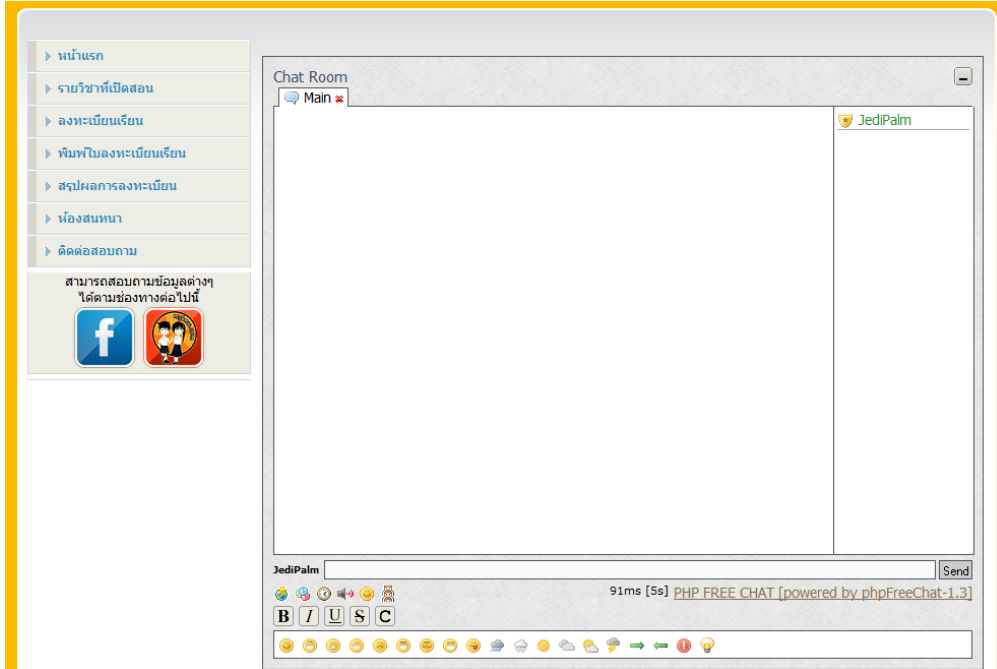 หน้าแรก
รายวิชาที่เปิดสอน
ลงทะเบียนเรียน
พิมพ์ใบลงทะเบียนเรียน
สรุปผลการลงทะเบียน
ห้องสนทนา
ติดต่อสอบถาม
สามารถสอบถามข้อมูลต่างๆ
ได้ตามช่องทางต่อไปนี้
f
Chat Room
Main
JediPalm
JediPalm
Send
91ms [5s] PHP FREE CHAT [powered by phpFreeChat-1.3]
B I U S C